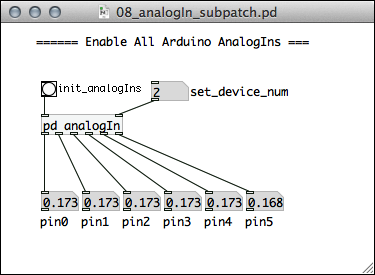 08_analogIn_subpatch.pd
====== Enable All Arduino AnalogIns ===
init_analogIns
2 set_device_num
pd analogIn
0.173 0.173 0.173 0.173 0.173 0.168
pin0 pin1 pin2 pin3 pin4 pin5